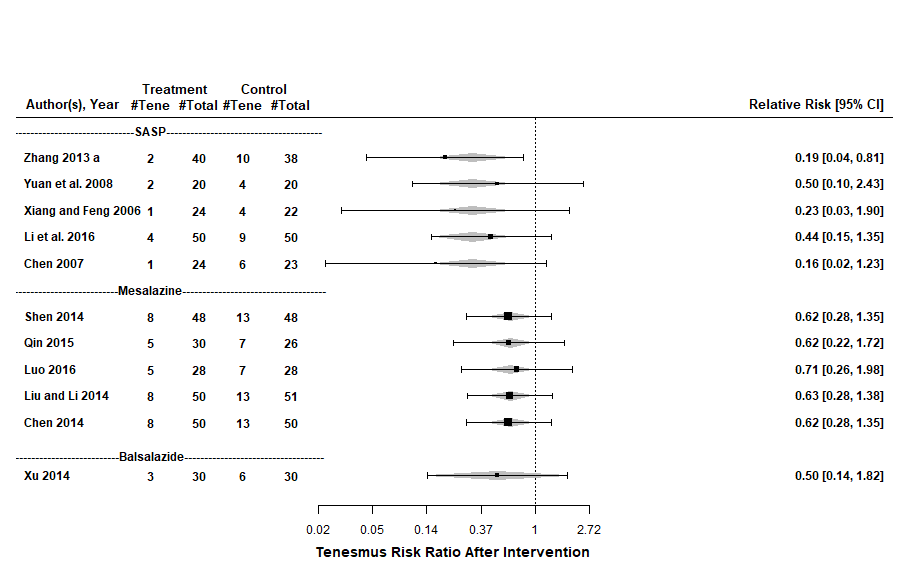 Treatment Control
Author(s), Year #Tene #Total #Tene #Total Relative Risk [95% CI]
------------------------------SASP---------------------------------------
Zhang 2013 a 2 40 10 38 0.19 [0.04, 0.81]
Yuan et al. 2008 2 20 4 20 0.50 [0.10, 2.43]
Xiang and Feng 2006 1 24 4 22 0.23 [0.03, 1.90]
Li et al. 2016 4 50 9 50 0.44 [0.15, 1.35]
Chen 2007 1 24 6 23 0.16 [0.02, 1.23]
--------------------------Mesalazine------------------------------------
Shen 2014 8 48 13 48 0.62 [0.28, 1.35]
Qin 2015 5 30 7 26 0.62 [0.22, 1.72]
Luo 2016 5 28 7 28 0.71 [0.26, 1.98]
Liu and Li 2014 8 50 13 51 0.63 [0.28, 1.38]
Chen 2014 8 50 13 50 0.62 [0.28, 1.35]
--------------------------Balsalazide-----------------------------------
Xu 2014 3 30 6 30 0.50 [0.14, 1.82]
0.02 0.05 0.14 0.37 1 2.72
Tenesmus Risk Ratio After Intervention